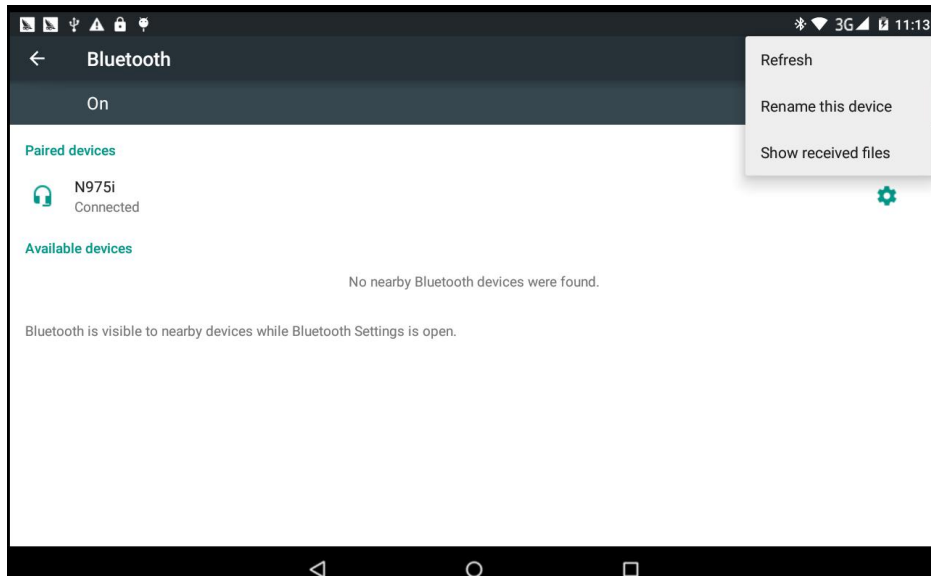 3G 11:13
Bluetooth
On
Refresh
Rename this device
Show received files
Paired devices
N975i
Connected
Available devices
No nearby Bluetooth devices were found.
Bluetooth is visible to nearby devices while Bluetooth Settings is open.